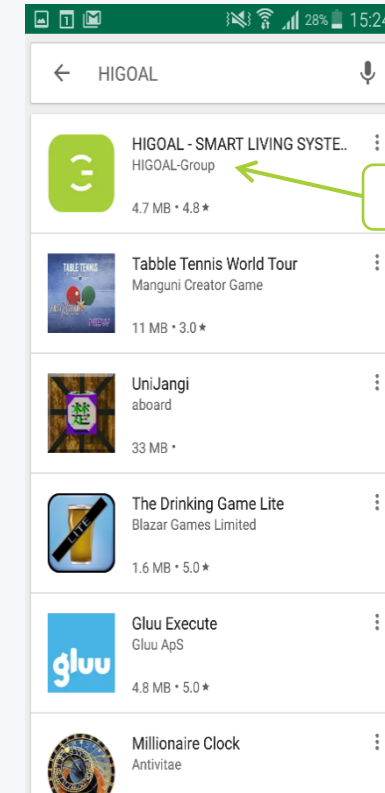 1 28% 15:24
HIGOAL
HIGOAL - SMART LIVING SYSTE..
HIGOAL-Group
4.7 MB • 4.8★
TABLE TENNIS
Tabble Tennis World Tour
Manguni Creator Game
11 MB • 3.0★
UniJangi
aboard
33 MB •
楚
LITE
The Drinking Game Lite
Blazar Games Limited
1.6 MB • 5.0★
gluu
Gluu Execute
Gluu ApS
4.8 MB • 5.0★
Millionaire Clock
Antivitae